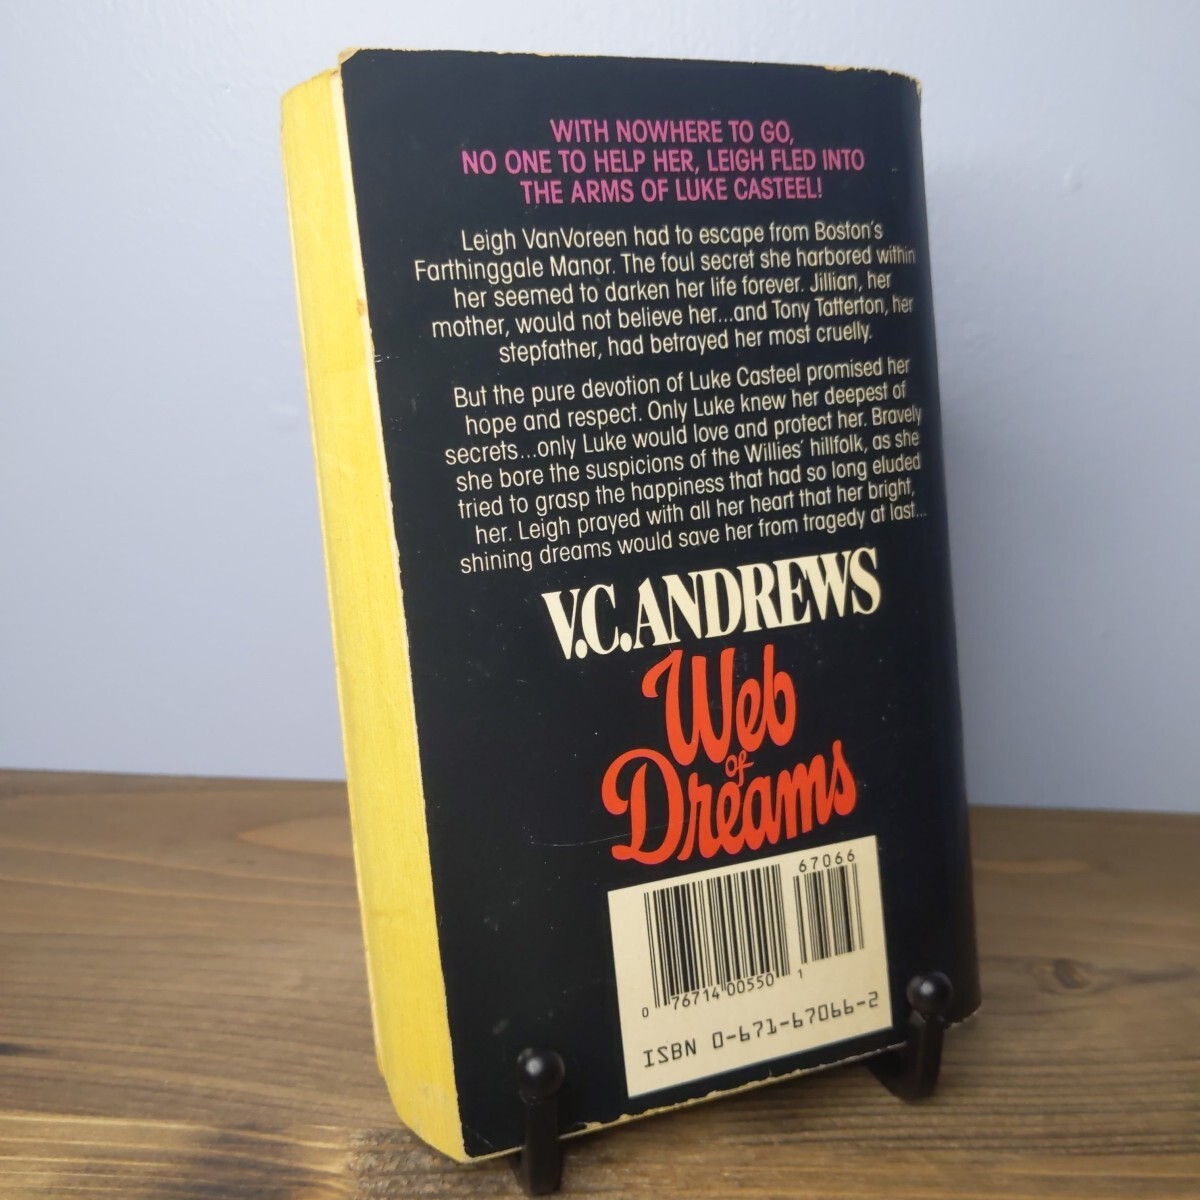 WITH NOWHERE TO GO,
NO ONE TO HELP HER, LEIGH FLED INTO
THE ARMS OF LUKE CASTEEL!
Leigh VanVoreen had to escape from Boston's
Farthinggale Manor. The foul secret she harbored within
her seemed to darken her life forever. Jillian, her
mother, would not believe her...and Tony Tatterton, her
stepfather, had betrayed her most cruelly.
But the pure devotion of Luke Casteel promised her
hope and respect. Only Luke knew her deepest of
secrets...only Luke would love and protect her. Bravely
she bore the suspicions of the Willies' hillfolk, as she
tried to grasp the happiness that had so long eluded
her. Leigh prayed with all her heart that her bright,
shining dreams would save her from tragedy at last...
V.C. ANDREWS
Web
of
Dreams
67066
0 76714 00550 1
ISBN 0-671-67066-2